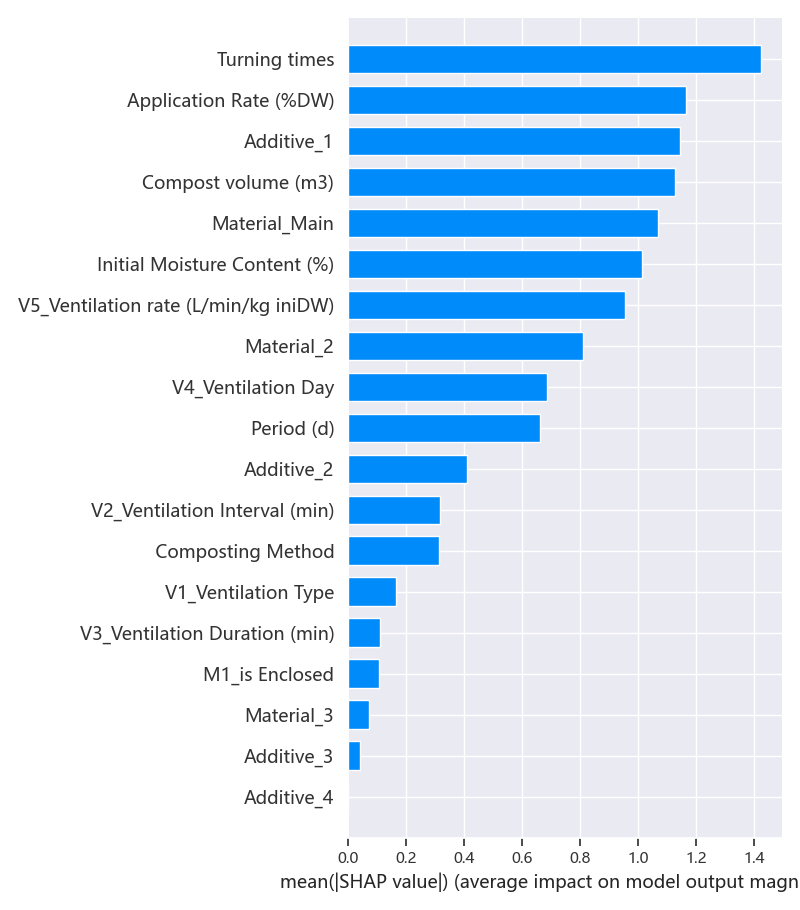 Turning times
Application Rate (%DW)
Additive_1
Compost volume (m3)
Material_Main
Initial Moisture Content (%)
V5_Ventilation rate (L/min/kg iniDW)
Material_2
V4_Ventilation Day
Period (d)
Additive_2
V2_Ventilation Interval (min)
Composting Method
V1_Ventilation Type
V3_Ventilation Duration (min)
M1_is Enclosed
Material_3
Additive_3
Additive_4
0.0 0.2 0.4 0.6 0.8 1.0 1.2 1.4
mean(|SHAP value|) (average impact on model output magn